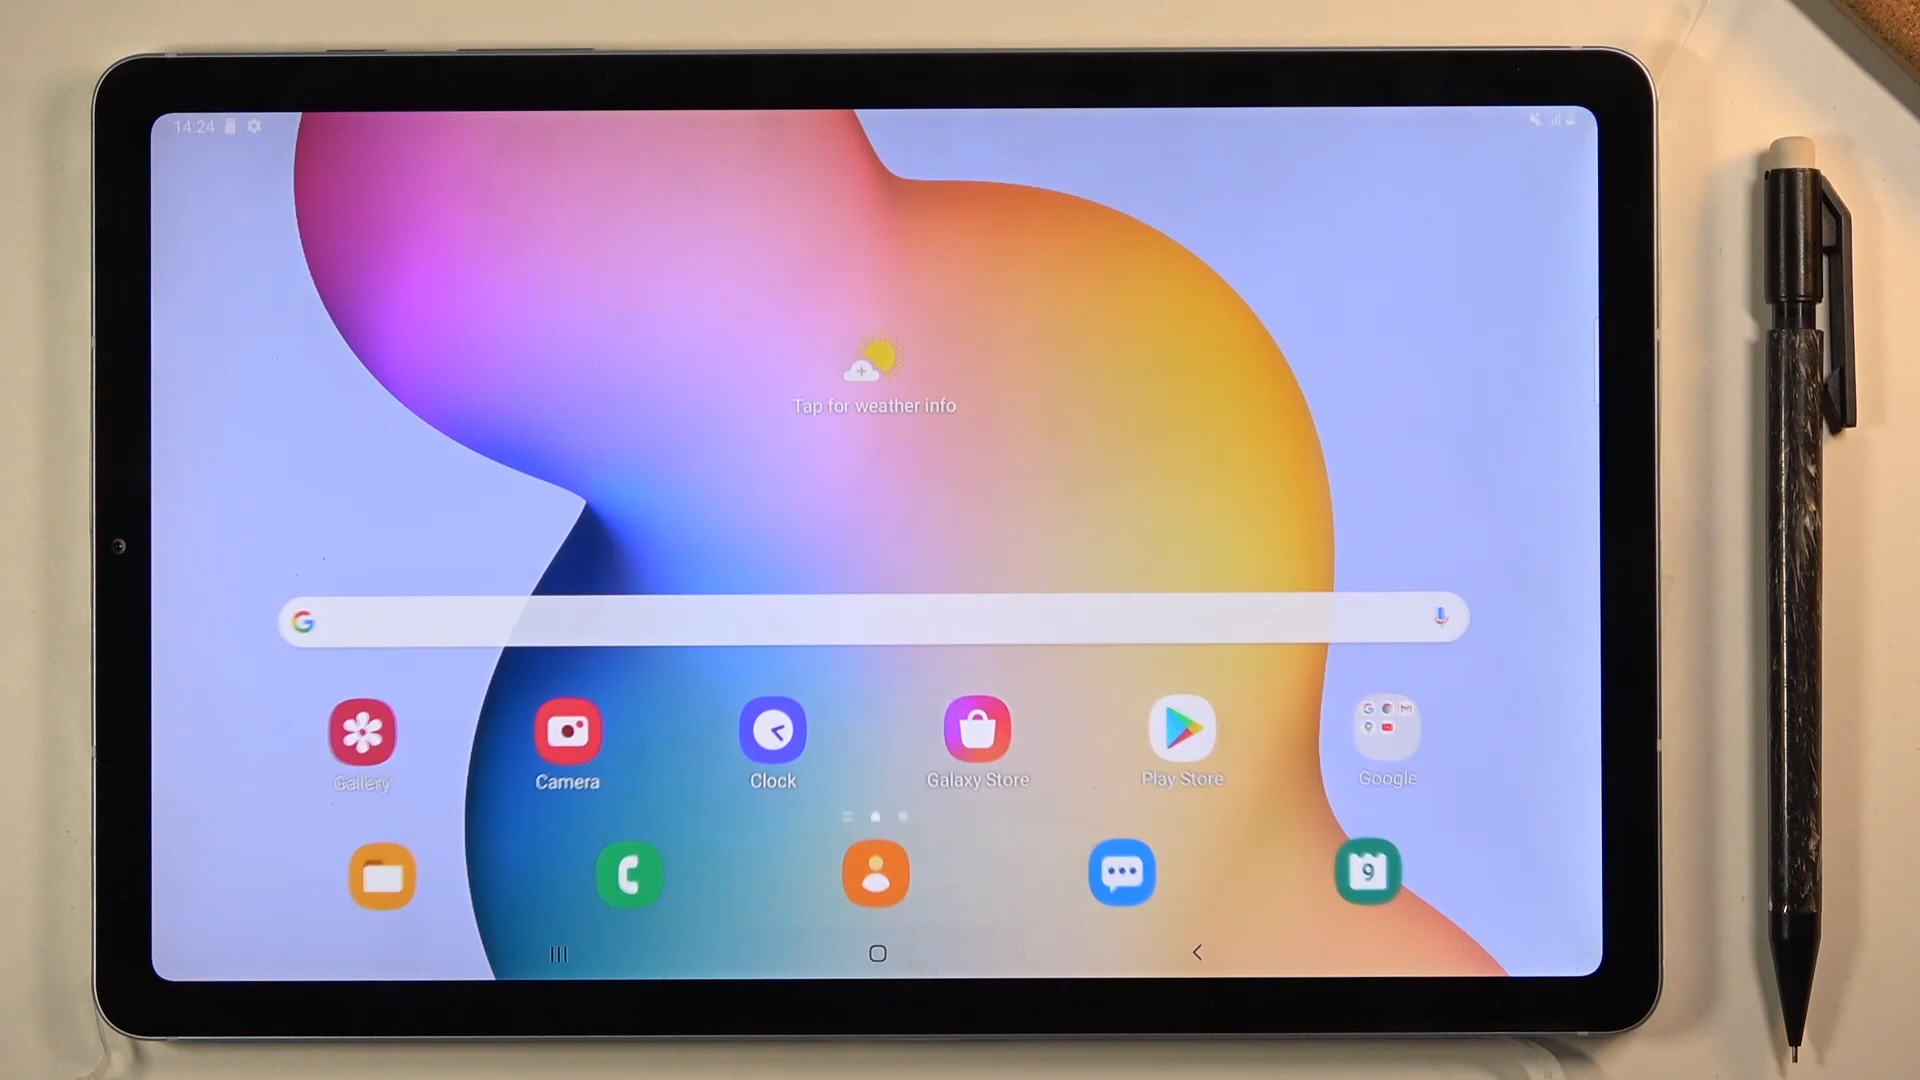 14:24
Tap for weather info
G
Gallery
Camera
Clock
Galaxy Store
Play Store
Google
9